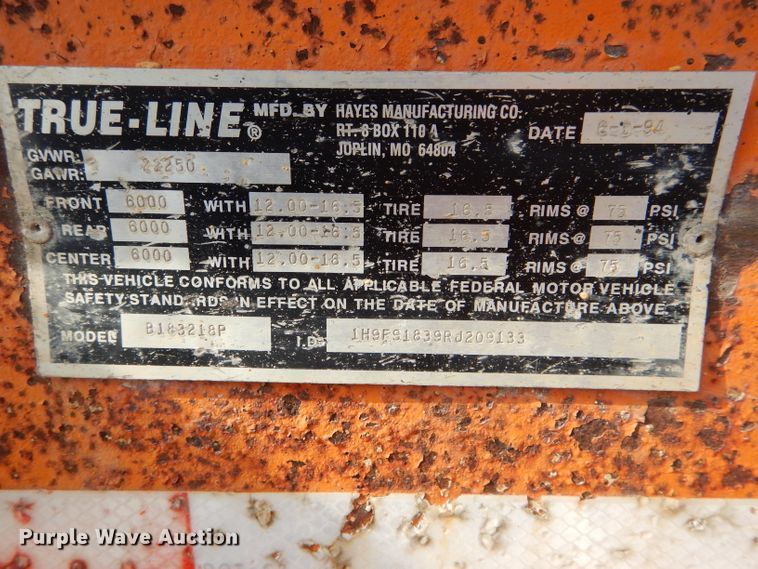 TRUE-LINE® MFD. BY HAYES MANUFACTURING CO.
RT. 6 BOX 110 A
JOPLIN, MO 64804
DATE 6-1-94
GVWR: 22250
GAWR:
FRONT 6000 WITH 12.00-16.5 TIRE 16.5 RIMS @ 75 PSI
REAR 6000 WITH 12.00-16.5 TIRE 16.5 RIMS @ 75 PSI
CENTER 6000 WITH 12.00-16.5 TIRE 16.5 RIMS @ 75 PSI
THIS VEHICLE CONFORMS TO ALL APPLICABLE FEDERAL MOTOR VEHICLE
SAFETY STANDARDS IN EFFECT ON THE DATE OF MANUFACTURE ABOVE.
MODEL B183218P I.D. 1H9F91839RJ209133
Purple Wave Auction